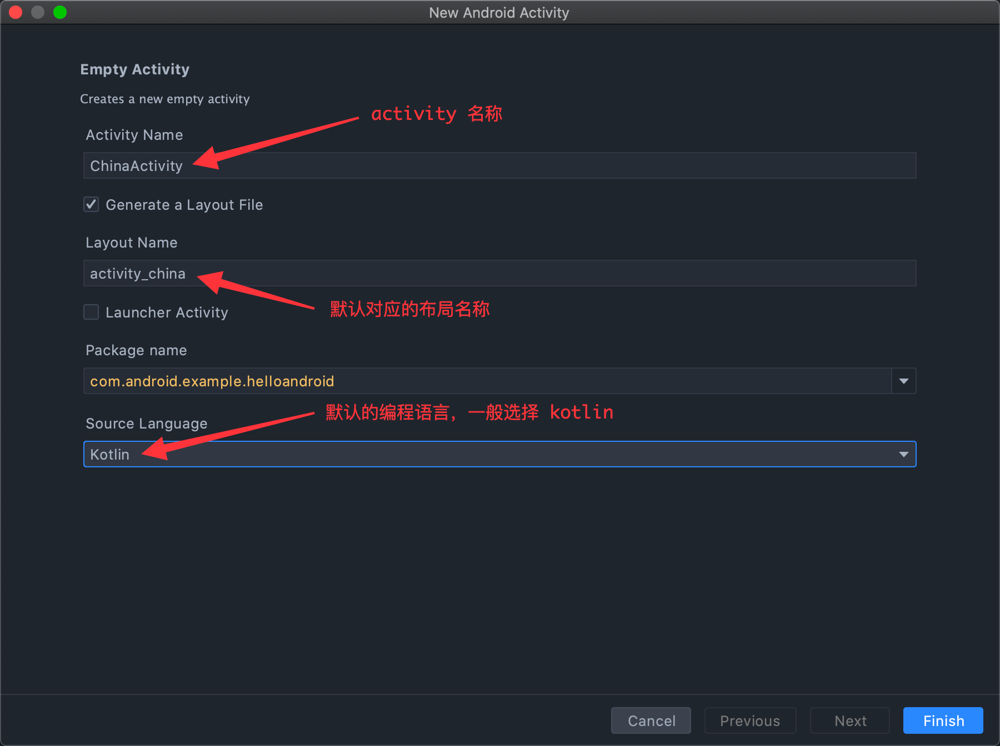 New Android Activity
Empty Activity
Creates a new empty activity
activity 名称
Activity Name
ChinaActivity
Generate a Layout File
Layout Name
activity_china
默认对应的布局名称
Launcher Activity
Package name
com.android.example.helloandroid
默认的编程语言，一般选择 kotlin
Source Language
Kotlin
Cancel
Previous
Next
Finish